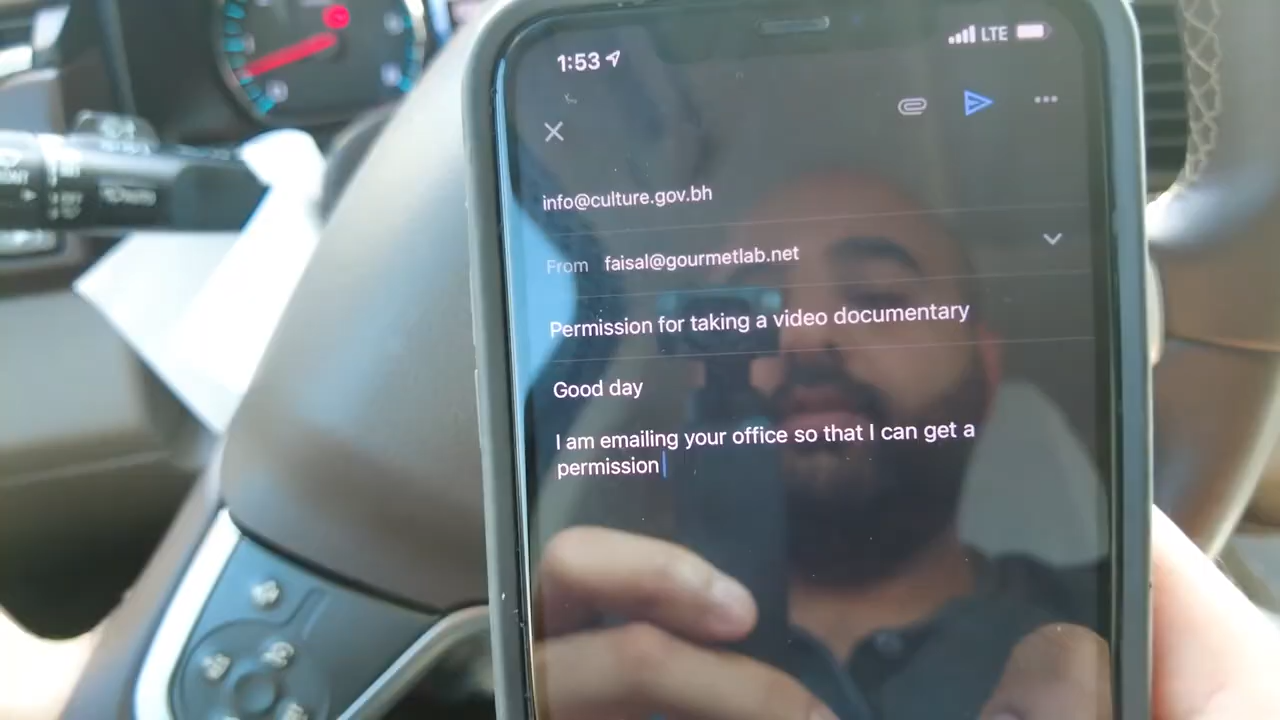 1:53
LTE
info@culture.gov.bh
From faisal@gourmetlab.net
Permission for taking a video documentary
Good day
I am emailing your office so that I can get a
permission